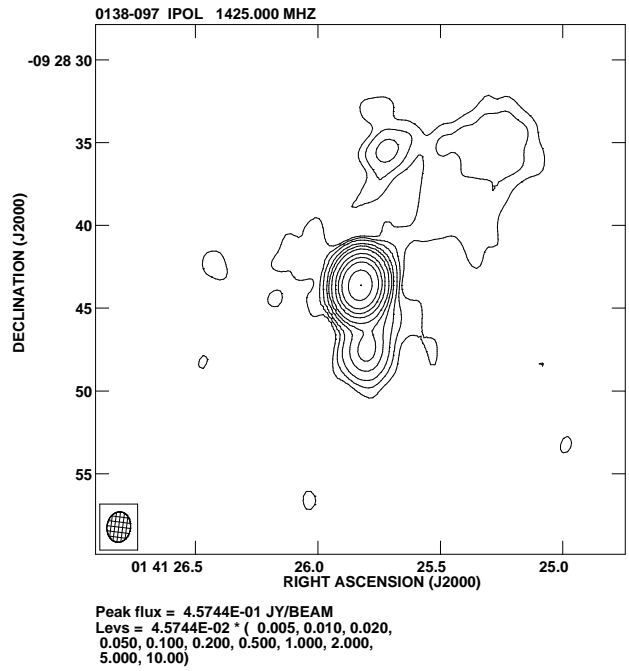 0138-097 IPOL 1425.000 MHZ
-09 28 30
35
40
45
50
55
DECLINATION (J2000)
01 41 26.5 26.0 25.5 25.0
RIGHT ASCENSION (J2000)
Peak flux = 4.5744E-01 JY/BEAM
Levs = 4.5744E-02 * ( 0.005, 0.010, 0.020,
0.050, 0.100, 0.200, 0.500, 1.000, 2.000,
5.000, 10.00)